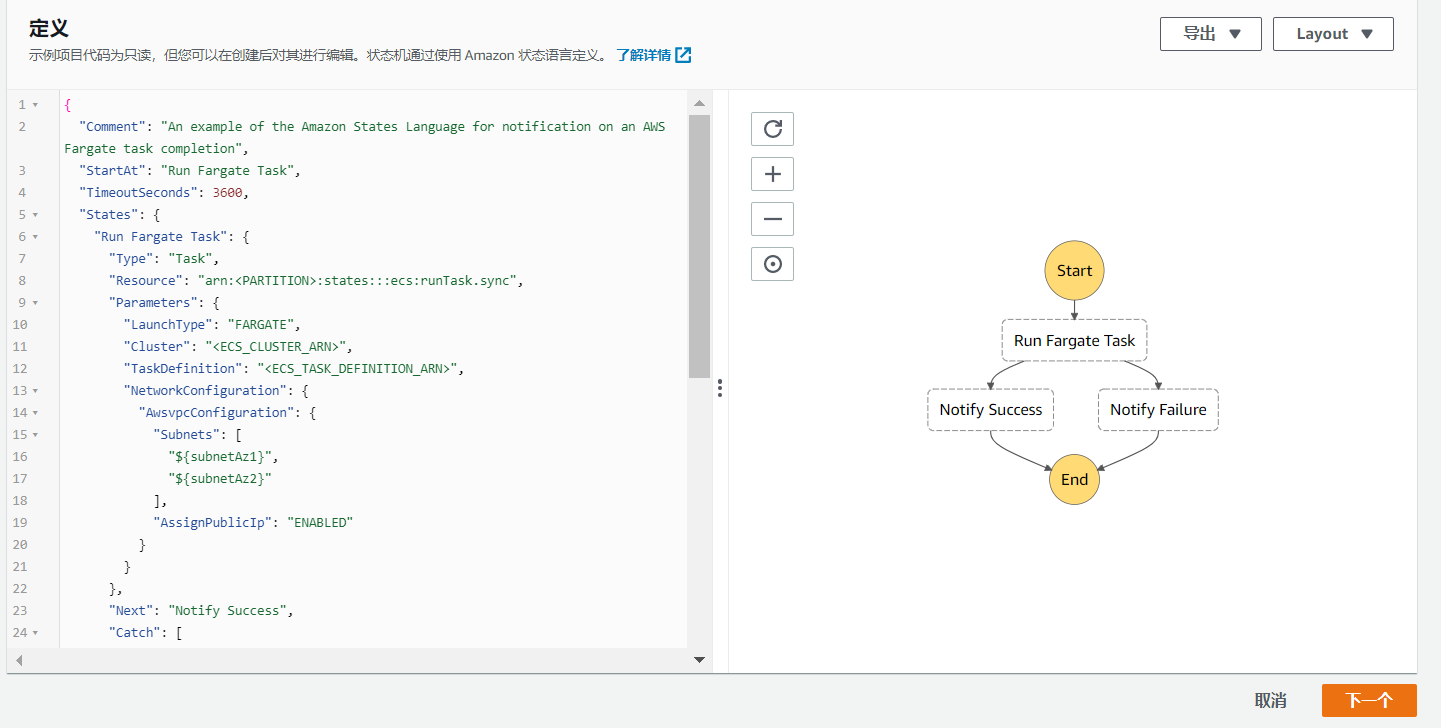 定义
示例项目代码为只读，但您可以在创建后对其进行编辑。状态机通过使用 Amazon 状态语言定义。 了解详情
导出
Layout
1 {
2 "Comment": "An example of the Amazon States Language for notification on an AWS
Fargate task completion",
3 "StartAt": "Run Fargate Task",
4 "TimeoutSeconds": 3600,
5 "States": {
6 "Run Fargate Task": {
7 "Type": "Task",
8 "Resource": "arn:<PARTITION>:states:::ecs:runTask.sync",
9 "Parameters": {
10 "LaunchType": "FARGATE",
11 "Cluster": "<ECS_CLUSTER_ARN>",
12 "TaskDefinition": "<ECS_TASK_DEFINITION_ARN>",
13 "NetworkConfiguration": {
14 "AwsvpcConfiguration": {
15 "Subnets": [
16 "${subnetAz1}",
17 "${subnetAz2}"
18 ],
19 "AssignPublicIp": "ENABLED"
20 }
21 }
22 },
23 "Next": "Notify Success",
24 "Catch": [
Start
Run Fargate Task
Notify Success
Notify Failure
End
取消
下一个